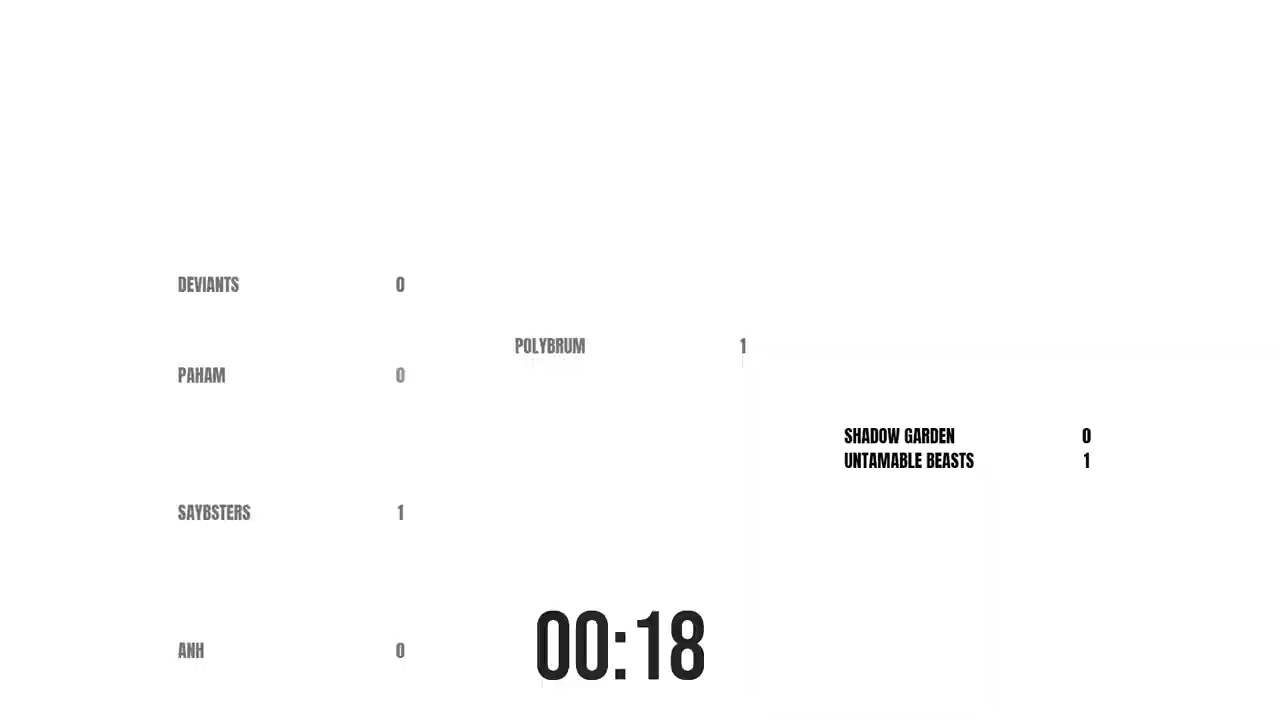 DEVIANTS 0
POLYBRUM 1
PAHAM 0
SHADOW GARDEN 0
UNTAMABLE BEASTS 1
SAYBSTERS 1
ANH 0
00:18